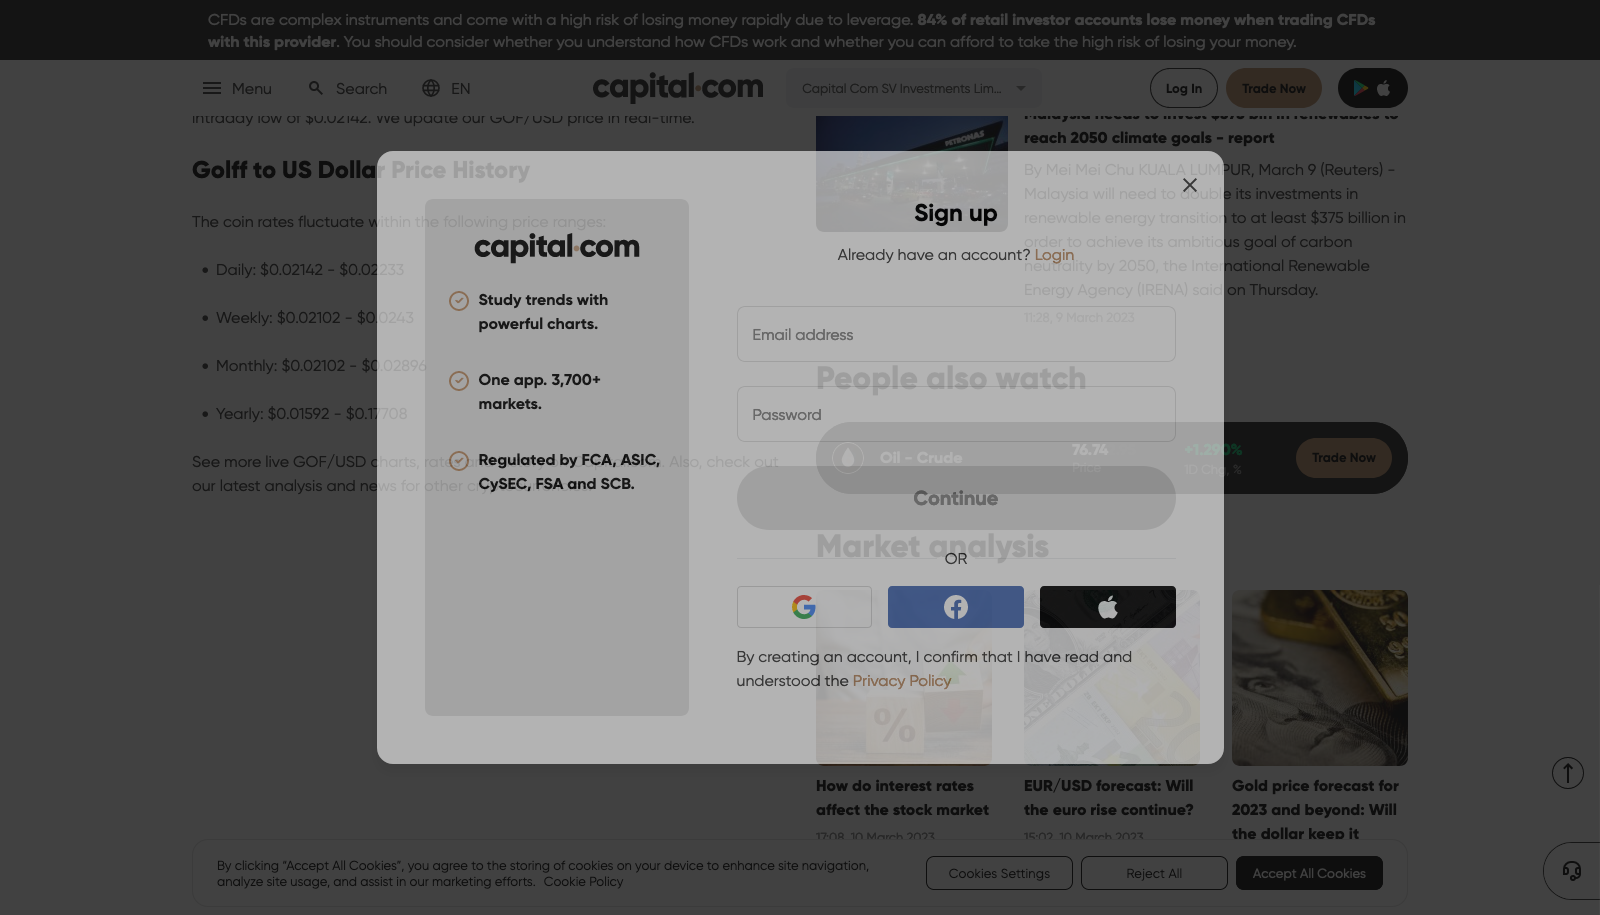 CFDs are complex instruments and come with a high risk of losing money rapidly due to leverage. 84% of retail investor accounts lose money when trading CFDs
with this provider. You should consider whether you understand how CFDs work and whether you can afford to take the high risk of losing your money.
Menu
Search
EN
capital.com
Capital Com SV Investments Lim...
Log In
Trade Now
intraday low of $0.02142. We update our GOF/USD price in real-time.
Golff to US Dollar Price History
The coin rates fluctuate within the following price ranges:
Daily: $0.02142 - $0.02233
Weekly: $0.02102 - $0.0243
Monthly: $0.02102 - $0.02896
Yearly: $0.01592 - $0.17708
See more live GOF/USD charts, rates Also, check out
our latest analysis and news for other
PETRONAS
Malaysia needs to invest $375 bln in renewables to
reach 2050 climate goals - report
By Mei Mei Chu KUALA LUMPUR, March 9 (Reuters) -
Malaysia will need to double its investments in
renewable energy transition to at least $375 billion in
order to achieve its ambitious goal of carbon
neutrality by 2050, the International Renewable
Energy Agency (IRENA) said on Thursday.
11:28, 9 March 2023
capital.com
Study trends with
powerful charts.
One app. 3,700+
markets.
Regulated by FCA, ASIC,
CySEC, FSA and SCB.
Sign up
Already have an account? Login
Email address
Password
Continue
OR
By creating an account, I confirm that I have read and
understood the Privacy Policy
People also watch
Oil - Crude
76.74
Price
+1.290%
1D Chg, %
Trade Now
Market analysis
%
How do interest rates
affect the stock market
17:08, 10 March 2023
EUR/USD forecast: Will
the euro rise continue?
15:02, 10 March 2023
Gold price forecast for
2023 and beyond: Will
the dollar keep it
By clicking “Accept All Cookies”, you agree to the storing of cookies on your device to enhance site navigation,
analyze site usage, and assist in our marketing efforts. Cookie Policy
Cookies Settings
Reject All
Accept All Cookies